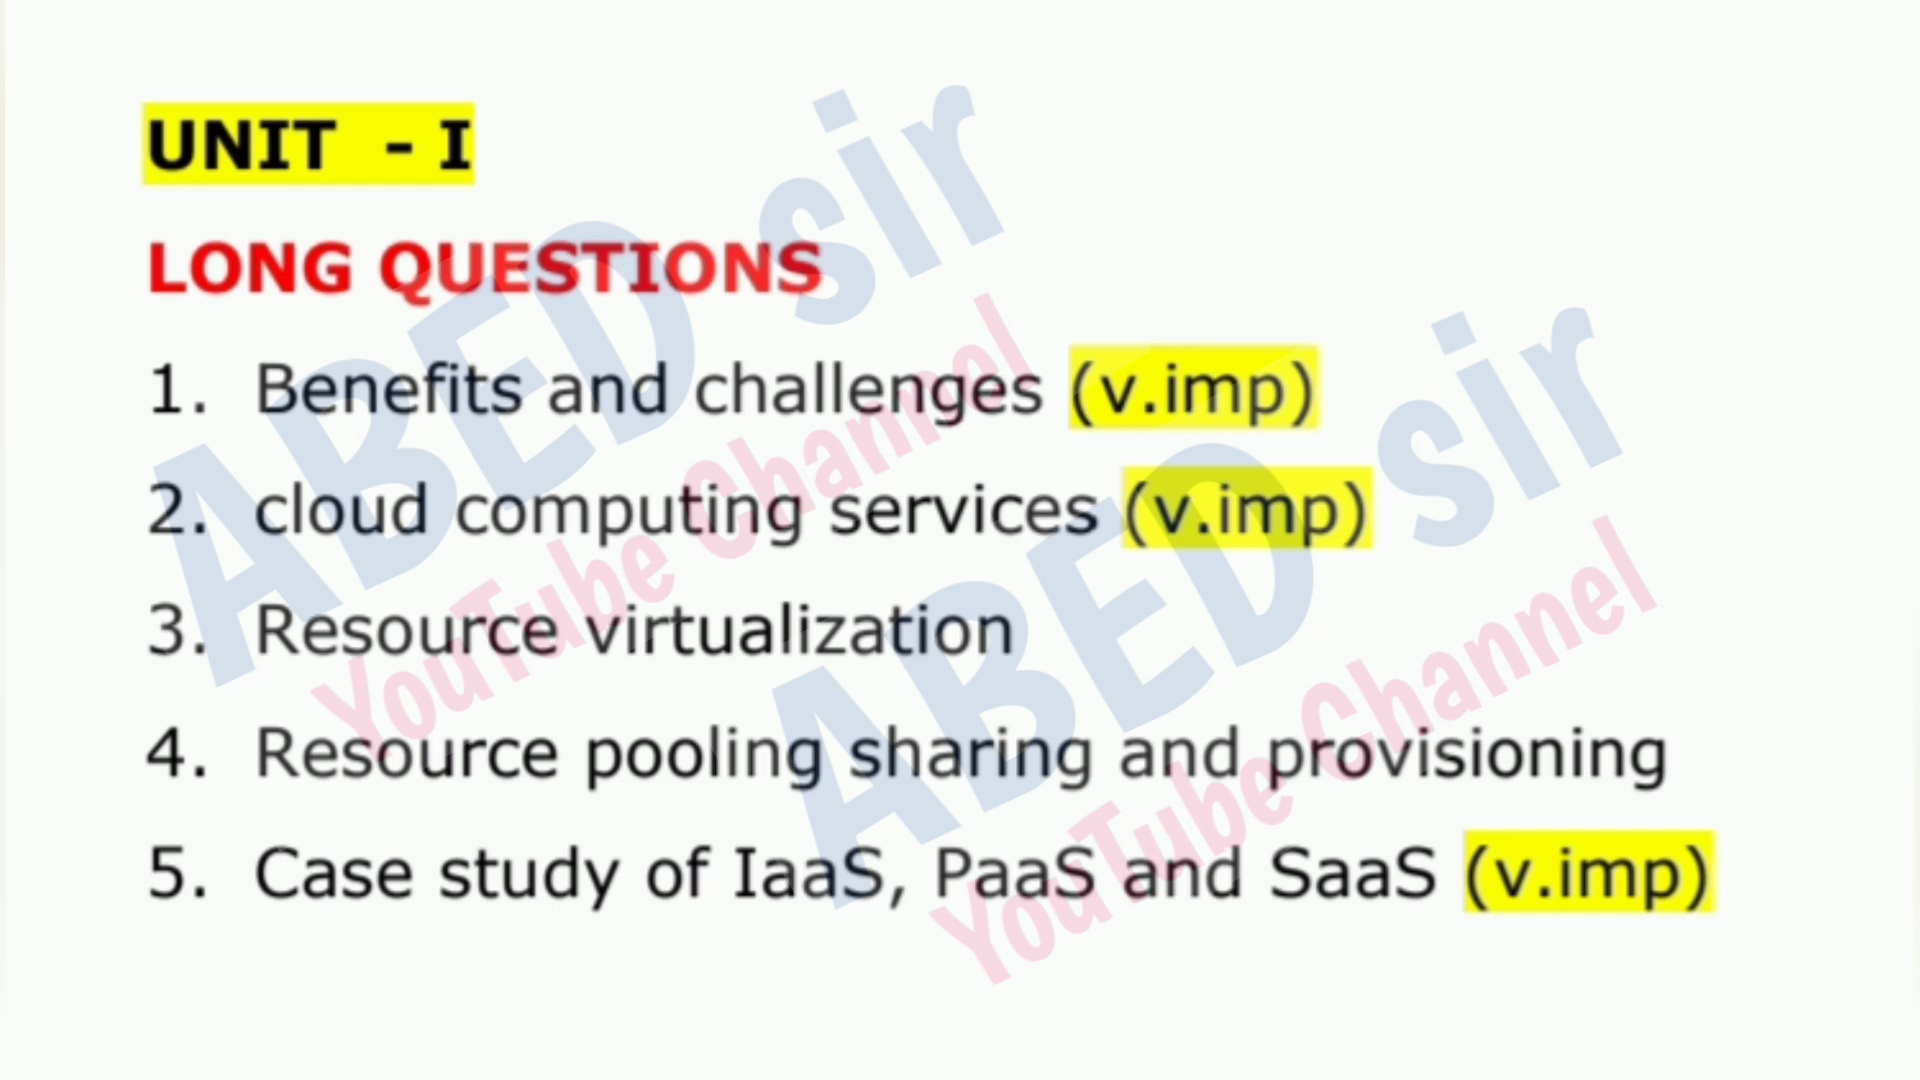 UNIT - I
LONG QUESTIONS
1. Benefits and challenges (v.imp)
2. cloud computing services (v.imp)
3. Resource virtualization
4. Resource pooling sharing and provisioning
5. Case study of IaaS, PaaS and SaaS (v.imp)
ABED sir
YouTube Channel
ABED sir
YouTube Channel